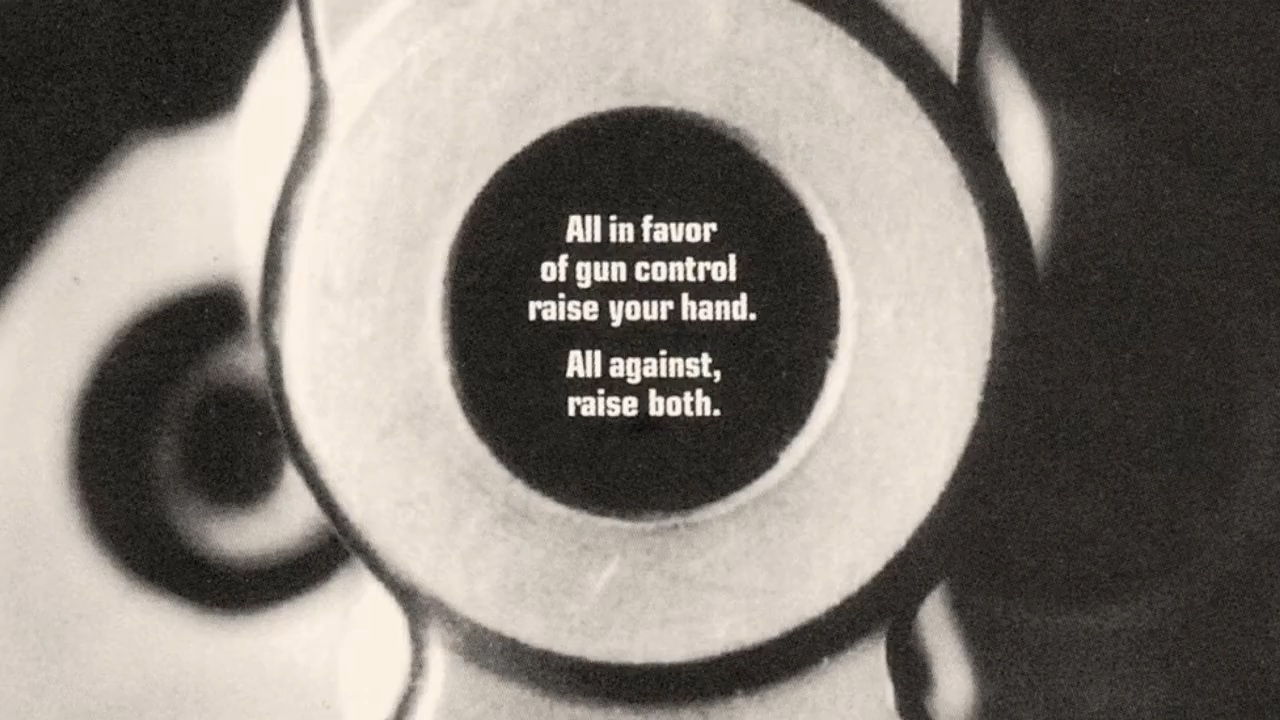 All in favor
of gun control
raise your hand.
All against,
raise both.